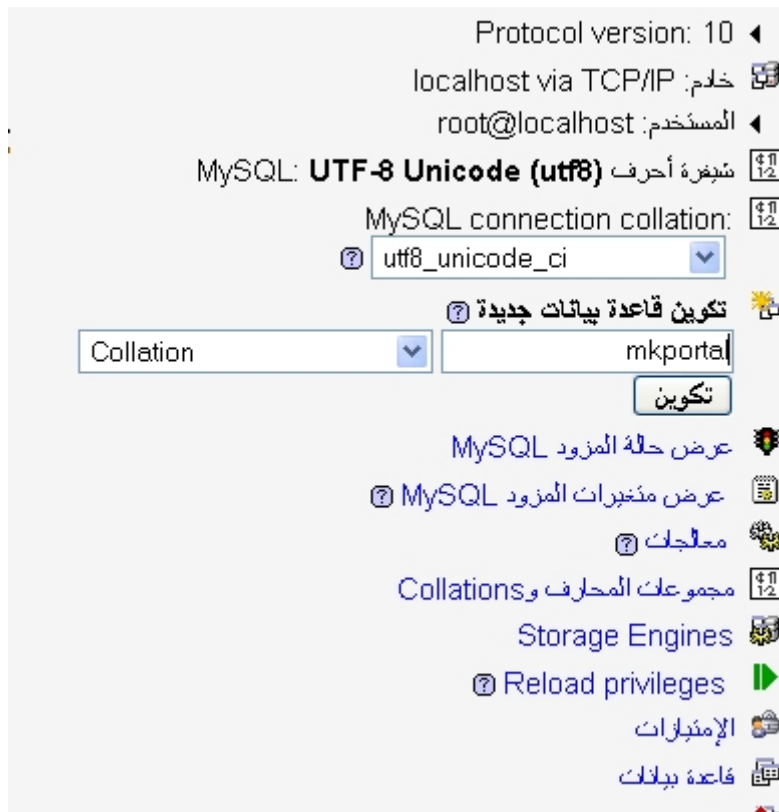 Protocol version: 10
خادم: localhost via TCP/IP
المستخدم: root@localhost
شيفرة أحرف MySQL: UTF-8 Unicode (utf8)
MySQL connection collation:
utf8_unicode_ci
تكوين قاعدة بيانات جديدة
mkportal Collation
تكوين
عرض حالة المزود MySQL
عرض متغيرات المزود MySQL
معالجات
مجموعات المحارف وCollations
Storage Engines
Reload privileges
الإمتيازات
قاعدة بيانات